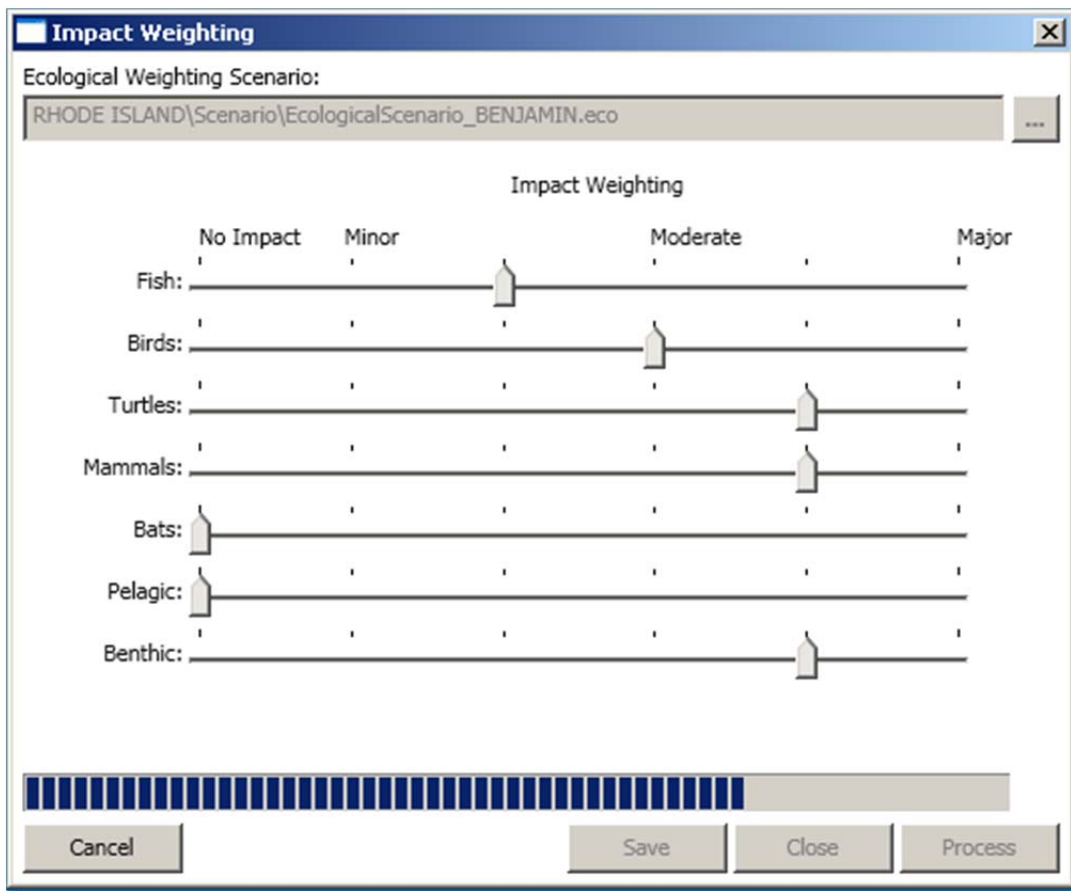 Impact Weighting
Ecological Weighting Scenario:
RHODE ISLAND\Scenario\EcologicalScenario_BENJAMIN.eco
...
Impact Weighting
No Impact Minor Moderate Major
Fish:
Birds:
Turtles:
Mammals:
Bats:
Pelagic:
Benthic:
Cancel Save Close Process